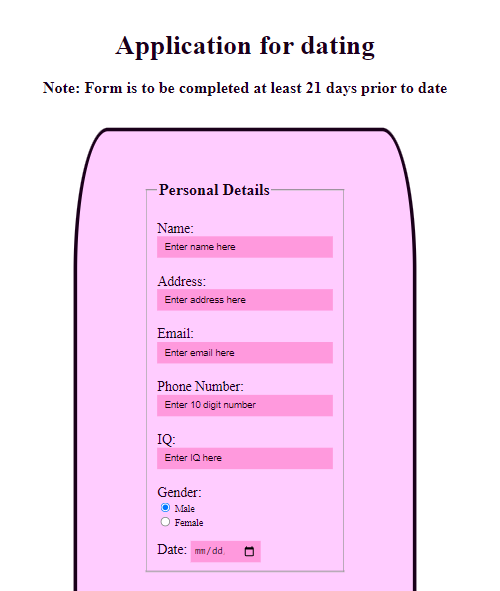 Application for dating
Note: Form is to be completed at least 21 days prior to date
Personal Details
Name:
Enter name here
Address:
Enter address here
Email:
Enter email here
Phone Number:
Enter 10 digit number
IQ:
Enter IQ here
Gender:
Male
Female
Date: mm/dd.